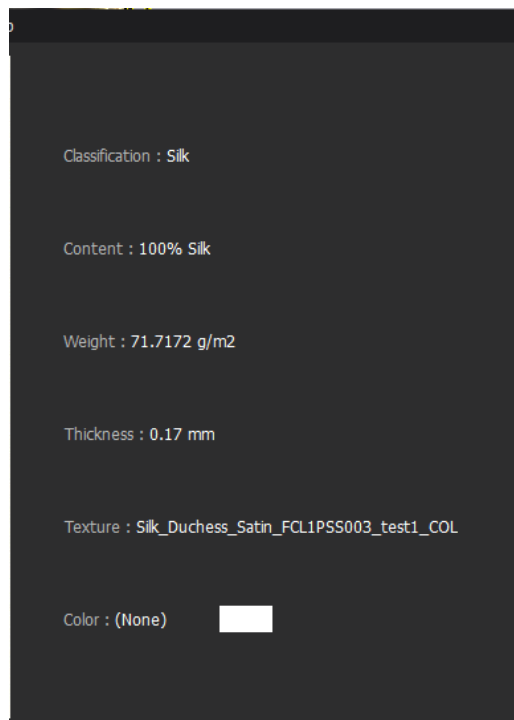 Classification : Silk
Content : 100% Silk
Weight : 71.7172 g/m2
Thickness : 0.17 mm
Texture : Silk_Duchess_Satin_FCL1PSS003_test1_COL
Color : (None)